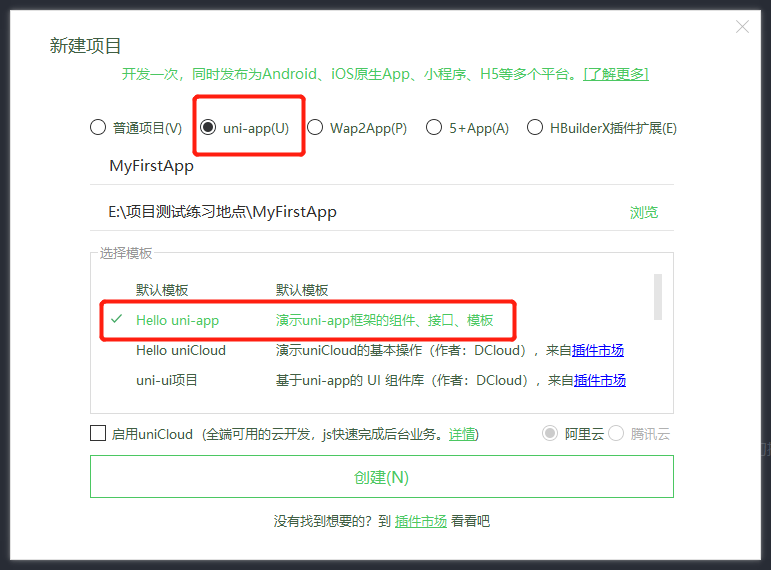 新建项目
开发一次，同时发布为Android、iOS原生App、小程序、H5等多个平台。[了解更多]
普通项目(V) uni-app(U) Wap2App(P) 5+App(A) HBuilderX插件扩展(E)
MyFirstApp
E:\项目测试练习地点\MyFirstApp 浏览
选择模板
默认模板 默认模板
Hello uni-app 演示uni-app框架的组件、接口、模板
Hello uniCloud 演示uniCloud的基本操作（作者：DCloud），来自插件市场
uni-ui项目 基于uni-app的 UI 组件库（作者：DCloud），来自插件市场
启用uniCloud（全端可用的云开发，js快速完成后台业务。详情) 阿里云 腾讯云
创建(N)
没有找到想要的？到 插件市场 看看吧